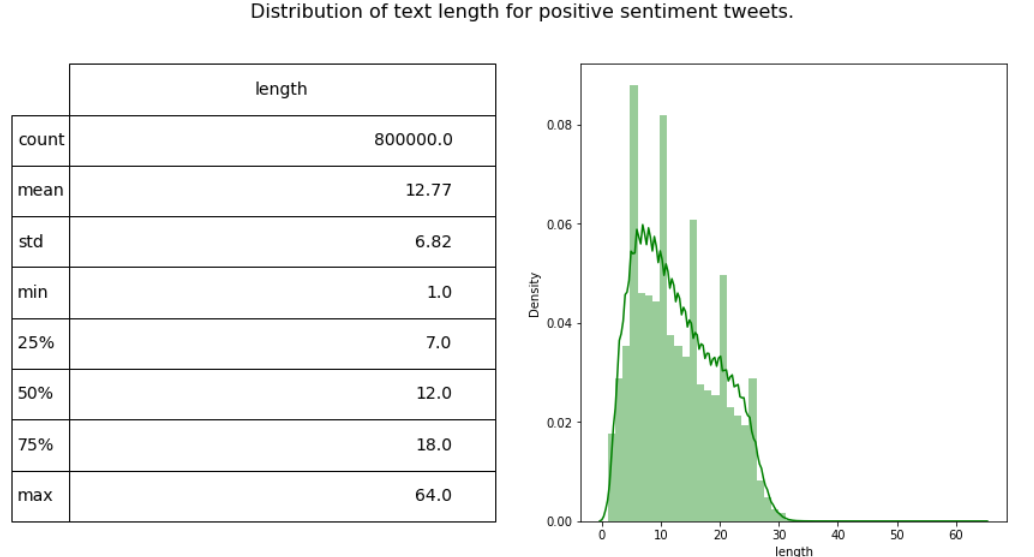 Distribution of text length for positive sentiment tweets.
length
count 800000.0
mean 12.77
std 6.82
min 1.0
25% 7.0
50% 12.0
75% 18.0
max 64.0
Density
0.08
0.06
0.04
0.02
0.00
0 10 20 30 40 50 60
length